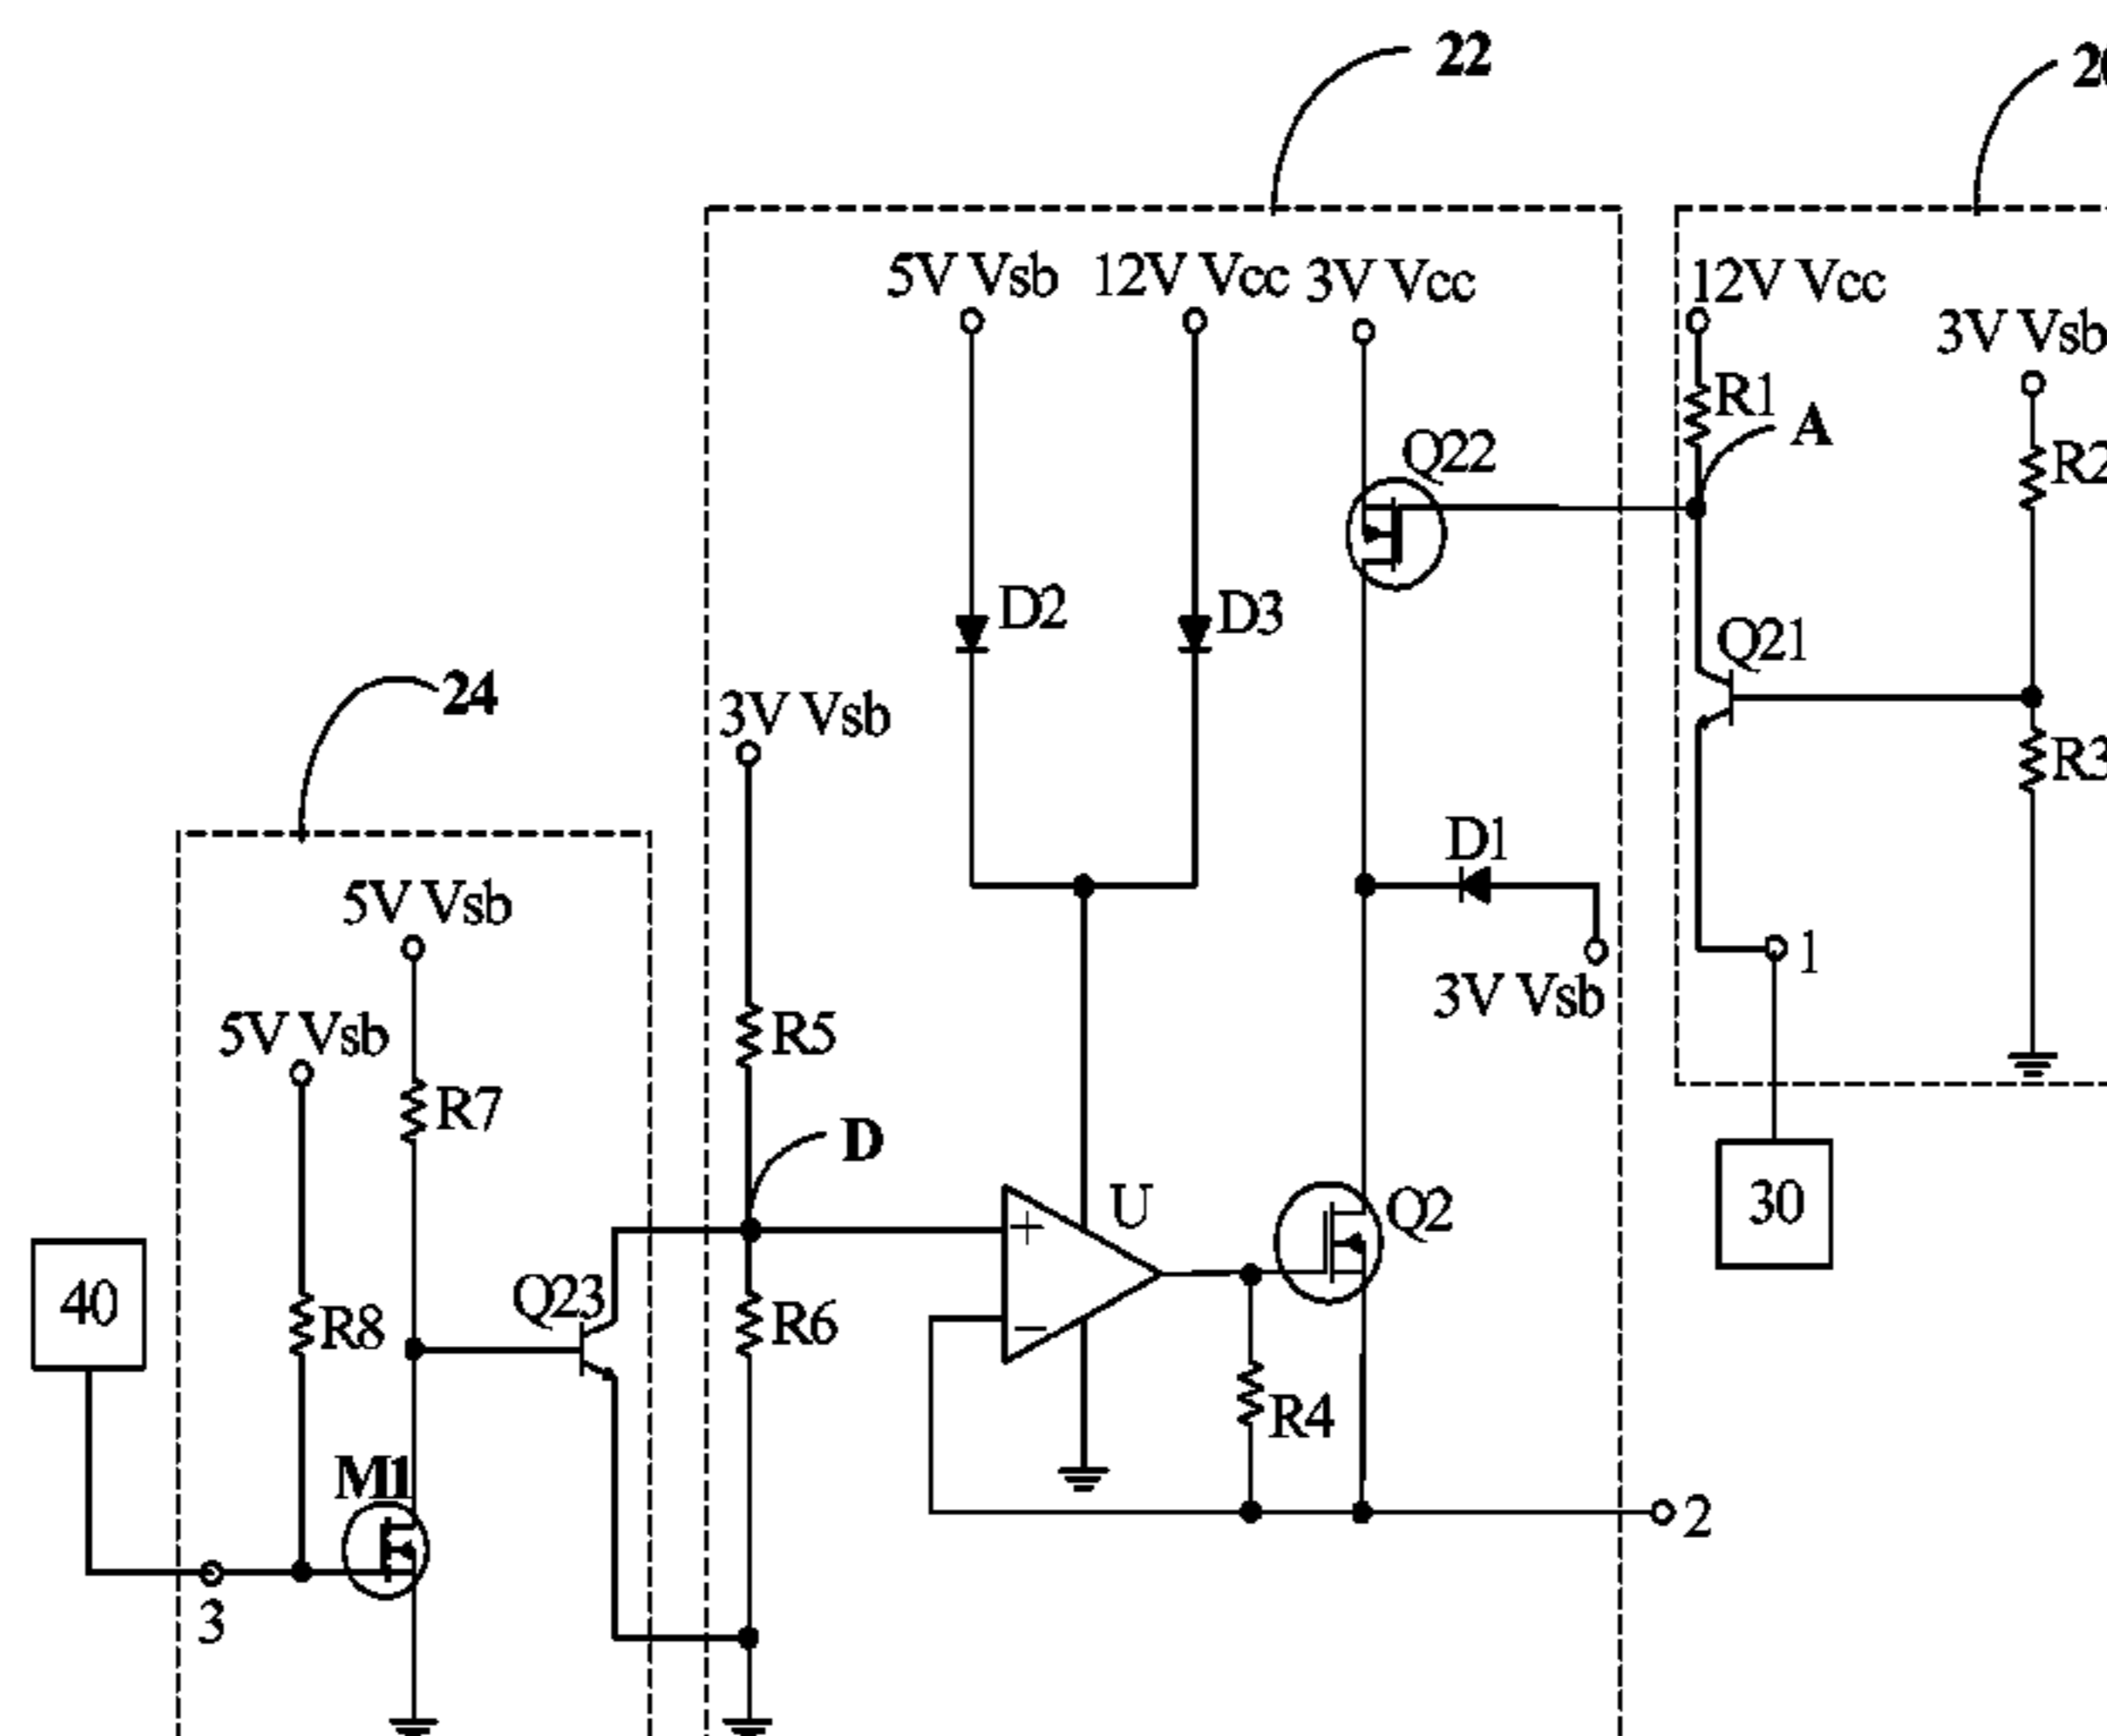 22
5V Vsb
12V Vcc
3V Vcc
12V Vcc
3V Vsb
R1
A
Q22
R2
D2
D3
Q21
24
3V Vsb
R3
D1
5V Vsb
1
3V Vsb
5V Vsb
R5
R7
D
U
Q2
30
40
Q23
+
R8
R6
−
R4
M1
2
3